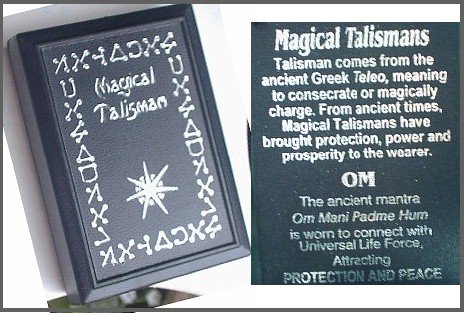 Magical
Talisman
Magical Talismans
Talisman comes from the
ancient Greek Teleo, meaning
to consecrate or magically
charge. From ancient times,
Magical Talismans have
brought protection, power and
prosperity to the wearer.
OM
The ancient mantra
Om Mani Padme Hum
is worn to connect with
Universal Life Force,
Attracting
PROTECTION AND PEACE